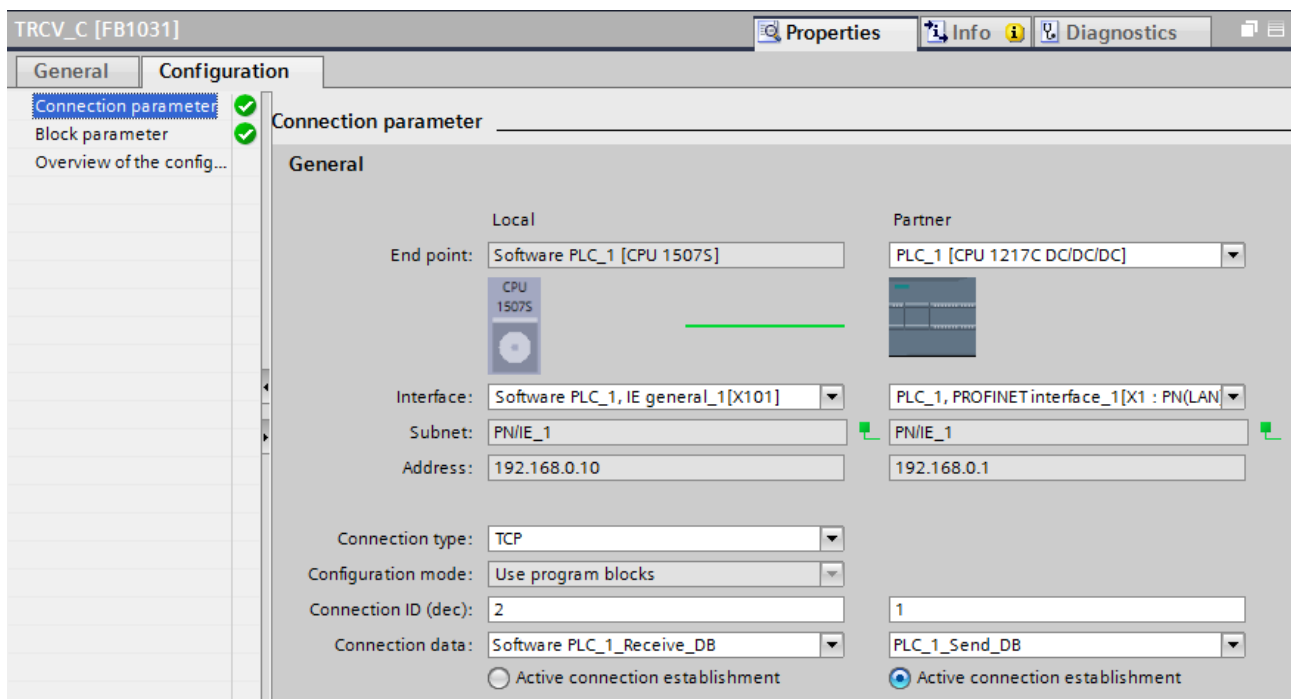 TRCV_C [FB1031]
Properties
Info
Diagnostics
General
Configuration
Connection parameter
Block parameter
Overview of the config...
Connection parameter
General
Local Partner
End point: Software PLC_1 [CPU 1507S] PLC_1 [CPU 1217C DC/DC/DC]
CPU
1507S
Interface: Software PLC_1, IE general_1[X101] PLC_1, PROFINET interface_1[X1 : PN(LAN)
Subnet: PN/IE_1 PN/IE_1
Address: 192.168.0.10 192.168.0.1
Connection type: TCP
Configuration mode: Use program blocks
Connection ID (dec): 2 1
Connection data: Software PLC_1_Receive_DB PLC_1_Send_DB
Active connection establishment Active connection establishment